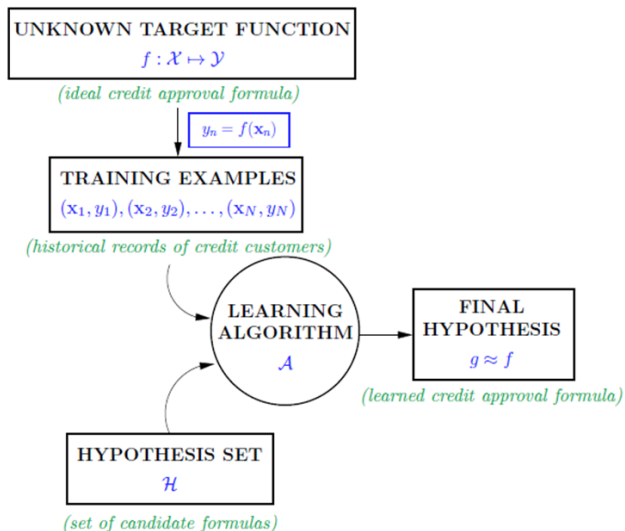 UNKNOWN TARGET FUNCTION
f : 𝒳 ↦ 𝒴
(ideal credit approval formula)
yₙ = f(𝐱ₙ)
TRAINING EXAMPLES
(𝐱₁, y₁), (𝐱₂, y₂), . . . , (𝐱_N, y_N)
(historical records of credit customers)
LEARNING
ALGORITHM
𝒜
FINAL
HYPOTHESIS
g ≈ f
(learned credit approval formula)
HYPOTHESIS SET
ℋ
(set of candidate formulas)